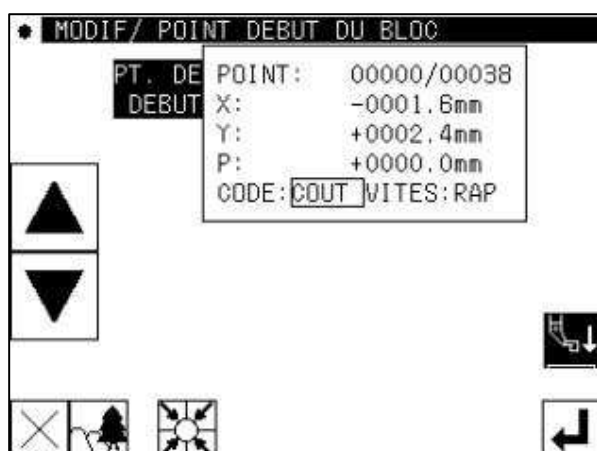 MODIF/ POINT DEBUT DU BLOC
PT. DE
DEBUT
POINT: 00000/00038
X: -0001.6mm
Y: +0002.4mm
P: +0000.0mm
CODE:COUT VITES:RAP